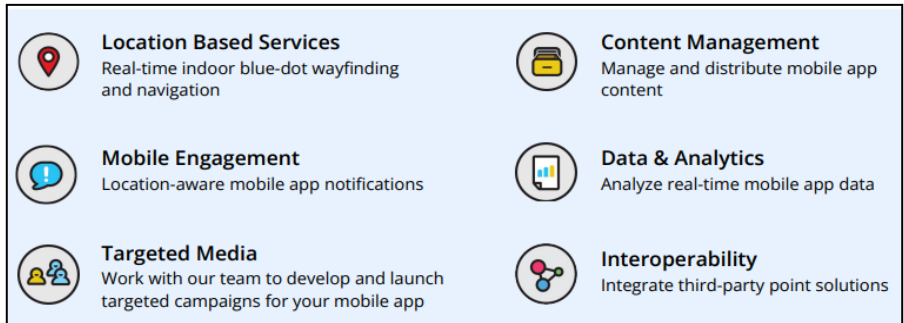 Location Based Services
Real-time indoor blue-dot wayfinding
and navigation
Content Management
Manage and distribute mobile app
content
Mobile Engagement
Location-aware mobile app notifications
Data & Analytics
Analyze real-time mobile app data
Targeted Media
Work with our team to develop and launch
targeted campaigns for your mobile app
Interoperability
Integrate third-party point solutions